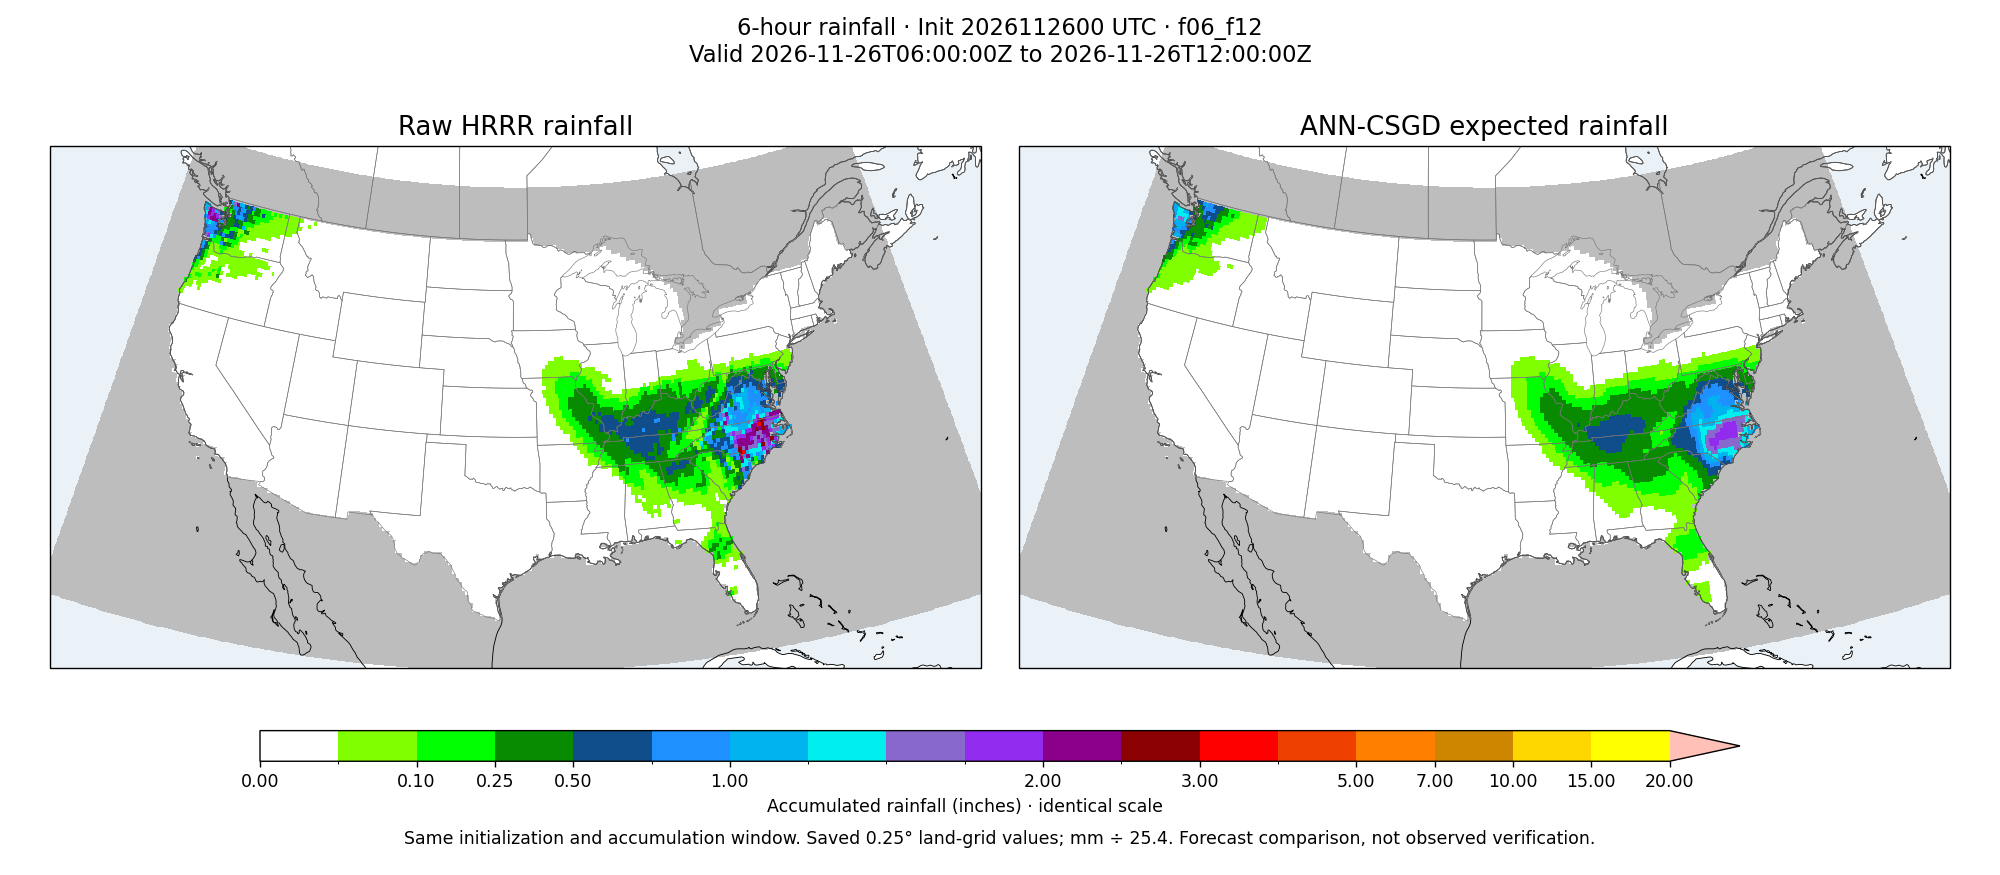 6-hour rainfall · Init 2026112600 UTC · f06_f12
Valid 2026-11-26T06:00:00Z to 2026-11-26T12:00:00Z
Raw HRRR rainfall
ANN-CSGD expected rainfall
0.00 0.10 0.25 0.50 1.00 2.00 3.00 5.00 7.00 10.00 15.00 20.00
Accumulated rainfall (inches) · identical scale
Same initialization and accumulation window. Saved 0.25° land-grid values; mm ÷ 25.4. Forecast comparison, not observed verification.